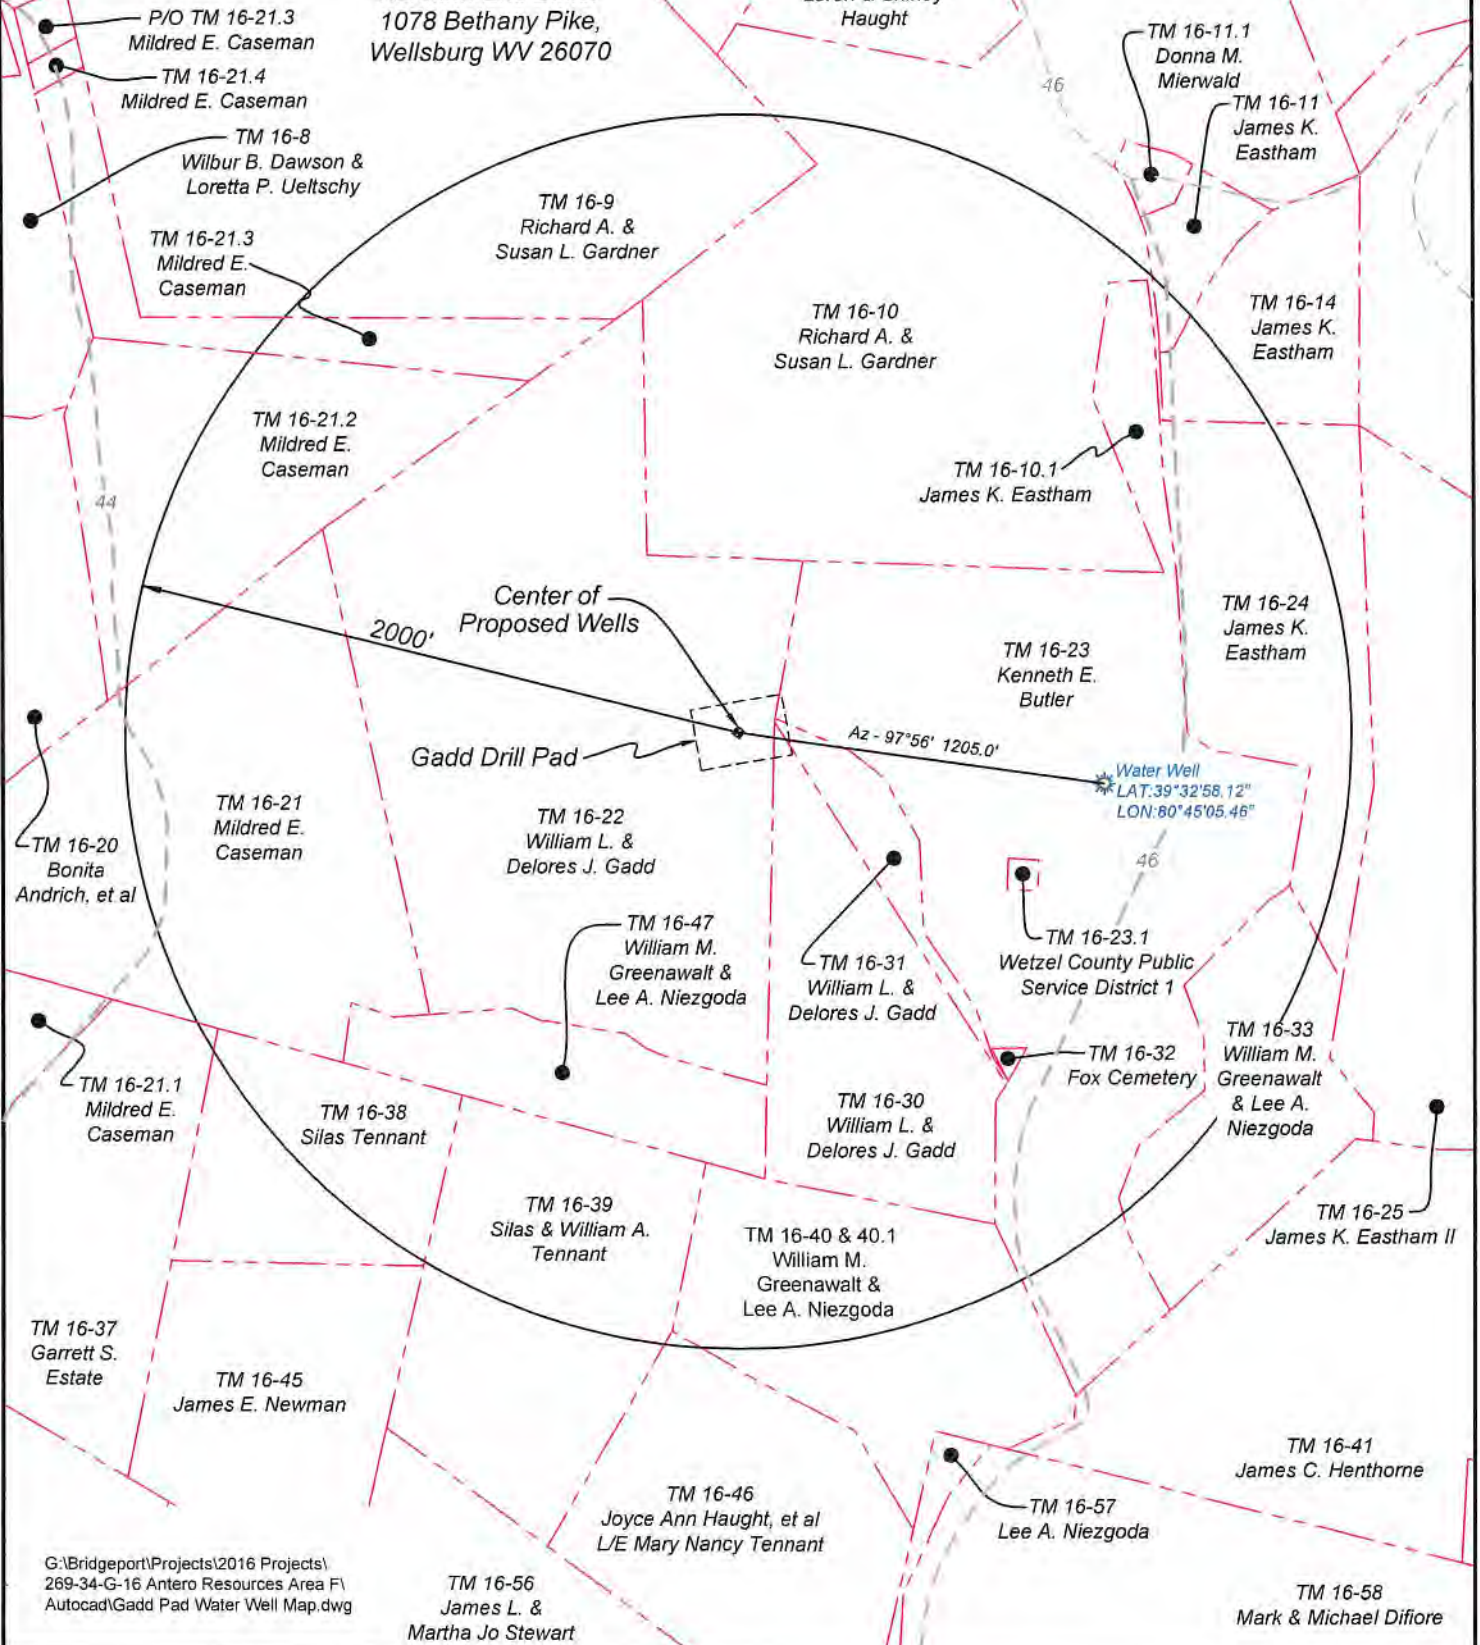 P/O TM 16-21.3
Mildred E. Caseman
1078 Bethany Pike,
Wellsburg WV 26070
Haught
TM 16-11.1
Donna M.
Mierwald
TM 16-21.4
Mildred E. Caseman
46
TM 16-11
James K.
Eastham
TM 16-8
Wilbur B. Dawson &
Loretta P. Ueltschy
TM 16-9
Richard A. &
Susan L. Gardner
TM 16-21.3
Mildred E.
Caseman
TM 16-10
Richard A. &
Susan L. Gardner
TM 16-14
James K.
Eastham
TM 16-21.2
Mildred E.
Caseman
TM 16-10.1
James K. Eastham
44
Center of
Proposed Wells
2000'
TM 16-24
James K.
Eastham
TM 16-23
Kenneth E.
Butler
Gadd Drill Pad
Az - 97°56' 1205.0'
Water Well
LAT:39°32'58.12"
LON:80°45'05.46"
TM 16-20
Bonita
Andrich, et al
TM 16-21
Mildred E.
Caseman
TM 16-22
William L. &
Delores J. Gadd
46
TM 16-47
William M.
Greenawalt &
Lee A. Niezgoda
TM 16-31
William L. &
Delores J. Gadd
TM 16-23.1
Wetzel County Public
Service District 1
TM 16-32
Fox Cemetery
TM 16-33
William M.
Greenawalt
& Lee A.
Niezgoda
TM 16-21.1
Mildred E.
Caseman
TM 16-38
Silas Tennant
TM 16-30
William L. &
Delores J. Gadd
TM 16-39
Silas & William A.
Tennant
TM 16-40 & 40.1
William M.
Greenawalt &
Lee A. Niezgoda
TM 16-25
James K. Eastham II
TM 16-37
Garrett S.
Estate
TM 16-45
James E. Newman
TM 16-41
James C. Henthorne
TM 16-46
Joyce Ann Haught, et al
L/E Mary Nancy Tennant
TM 16-57
Lee A. Niezgoda
G:\Bridgeport\Projects\2016 Projects\
269-34-G-16 Antero Resources Area F\
Autocad\Gadd Pad Water Well Map.dwg
TM 16-56
James L. &
Martha Jo Stewart
TM 16-58
Mark & Michael Difiore